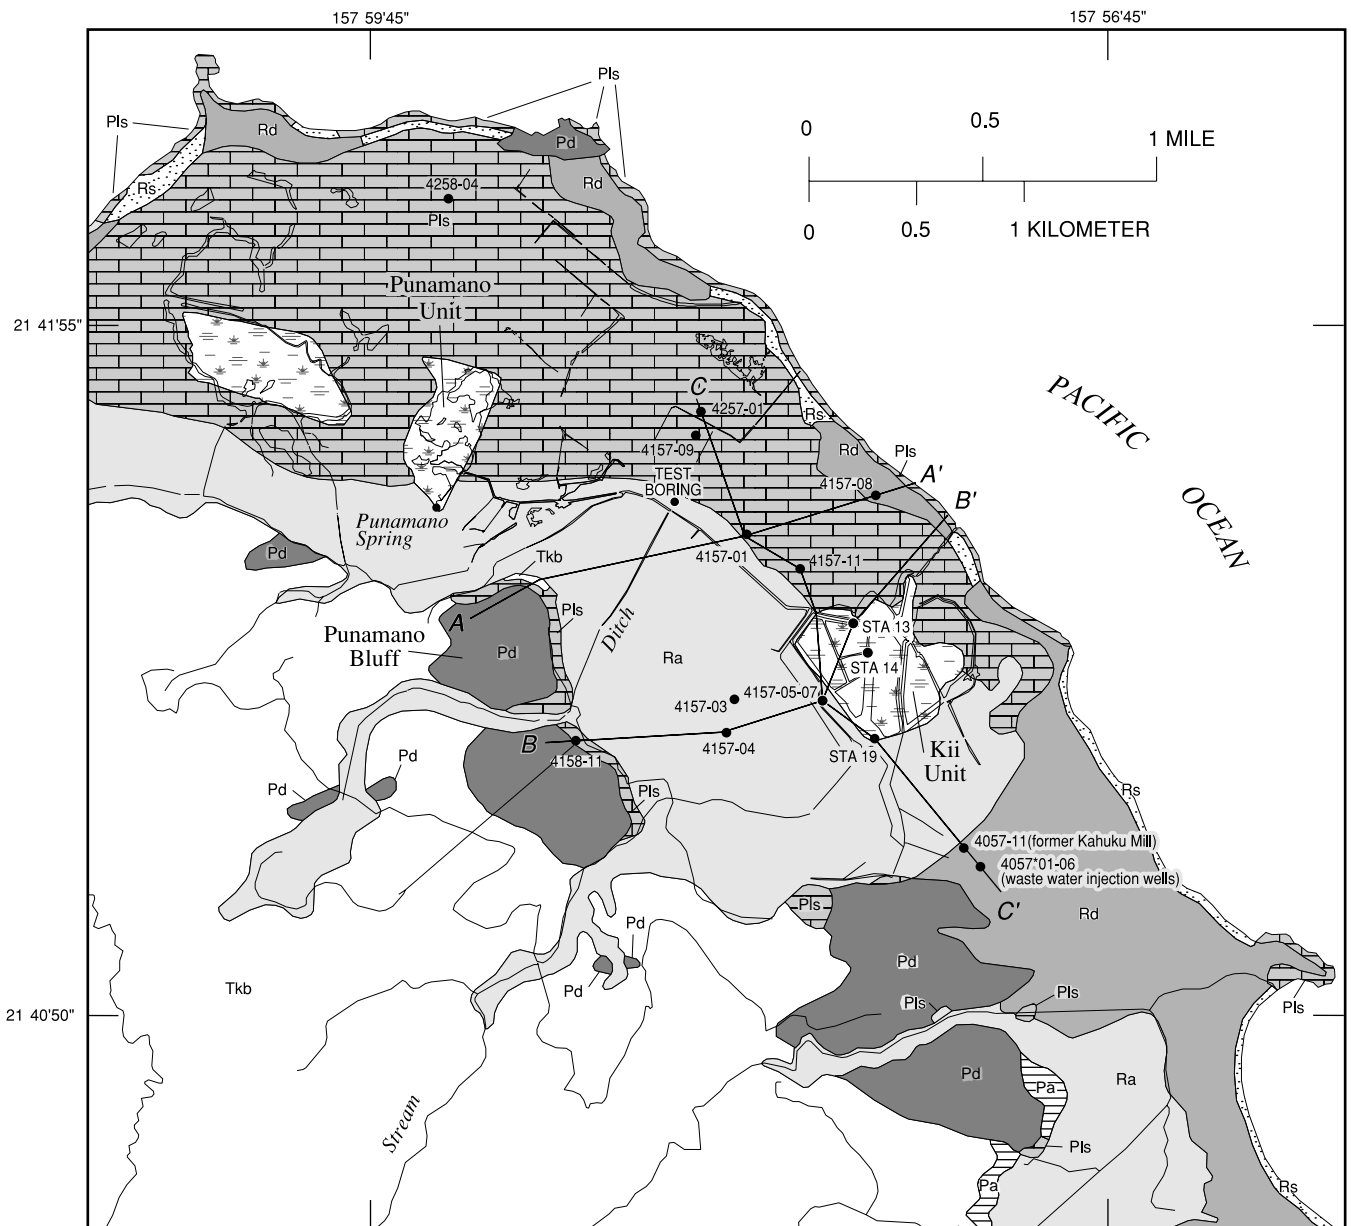 157 59'45"
157 56'45"
Pls
Pls
Rd
Pd
0
0.5
1 MILE
Rs
4258-04
Rd
Pls
0
0.5
1 KILOMETER
Punamano
Unit
21 41'55"
PACIFIC
OCEAN
C
4257-01
Rs
4157-09
Rd
Pls
TEST
BORING
4157-08
A'
B'
Punamano
Spring
Pd
Tkb
4157-01
4157-11
A
Pls
Ditch
STA 13
Punamano
Bluff
Pd
Ra
STA 14
4157-03
4157-05-07
B
4158-11
4157-04
STA 19
Kii
Unit
Pd
Pd
Pls
Rs
4057-11(former Kahuku Mill)
4057*01-06
(waste water injection wells)
Pls
C'
Rd
Pd
Pd
Pd
Tkb
Pls
Pls
Pls
21 40'50"
Pd
Pa
Ra
Stream
Pls
Pa
Rs